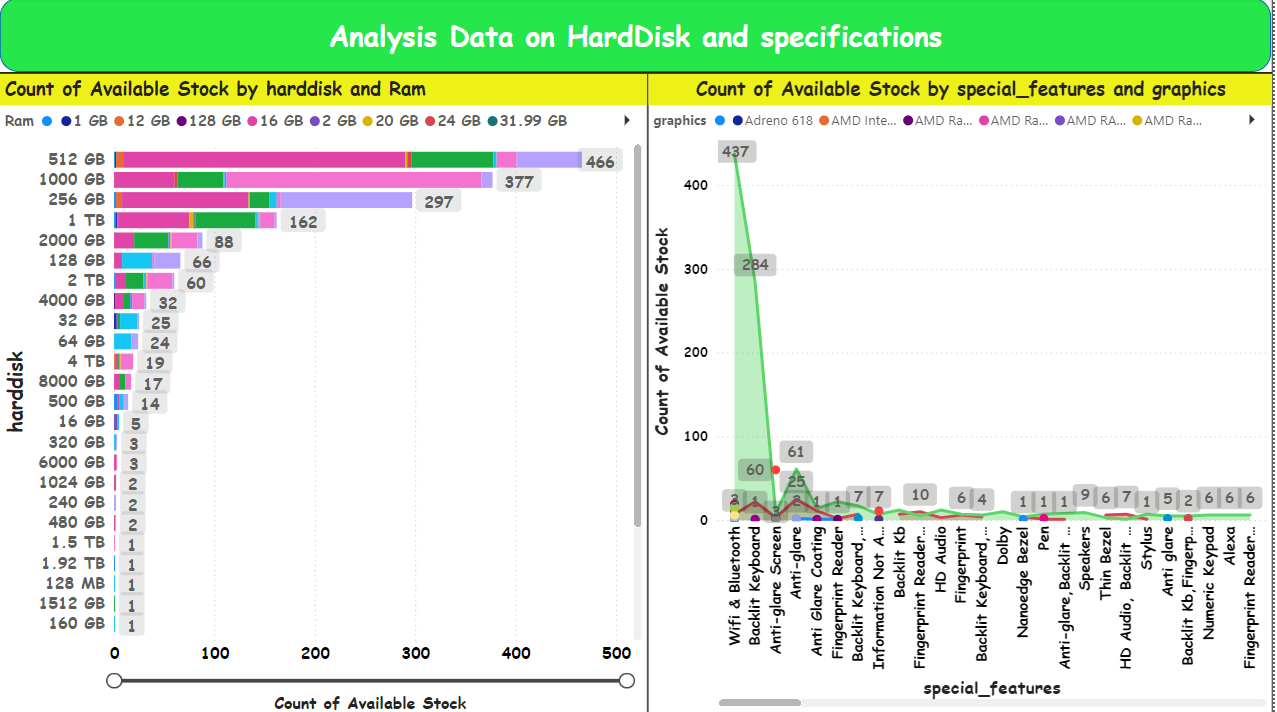 Analysis Data on HardDisk and specifications
Count of Available Stock by harddisk and Ram
Ram 1 GB 12 GB 128 GB 16 GB 2 GB 20 GB 24 GB 31.99 GB
harddisk
512 GB 466
1000 GB 377
256 GB 297
1 TB 162
2000 GB 88
128 GB 66
2 TB 60
4000 GB 32
32 GB 25
64 GB 24
4 TB 19
8000 GB 17
500 GB 14
16 GB 5
320 GB 3
6000 GB 3
1024 GB 2
240 GB 2
480 GB 2
1.5 TB 1
1.92 TB 1
128 MB 1
1512 GB 1
160 GB 1
0 100 200 300 400 500
Count of Available Stock
Count of Available Stock by special_features and graphics
graphics Adreno 618 AMD Inte... AMD Ra... AMD Ra... AMD RA... AMD Ra...
Count of Available Stock
400
300
200
100
0
437
284
61
60
25
2 1 3 2 1 1 7 7 10 6 4 1 1 1 9 6 7 1 5 2 6 6 6
Wifi & Bluetooth
Backlit Keyboard
Anti-glare Screen
Anti-glare
Anti Glare Coating
Fingerprint Reader
Backlit Keyboard,...
Information Not A...
Backlit Kb
Fingerprint Reader...
HD Audio
Fingerprint
Backlit Keyboard,...
Dolby
Nanoedge Bezel
Pen
Anti-glare,Backlit ...
Speakers
Thin Bezel
HD Audio, Backlit ...
Stylus
Anti glare
Backlit Kb,Fingerp...
Numeric Keypad
Alexa
Fingerprint Reader...
special_features